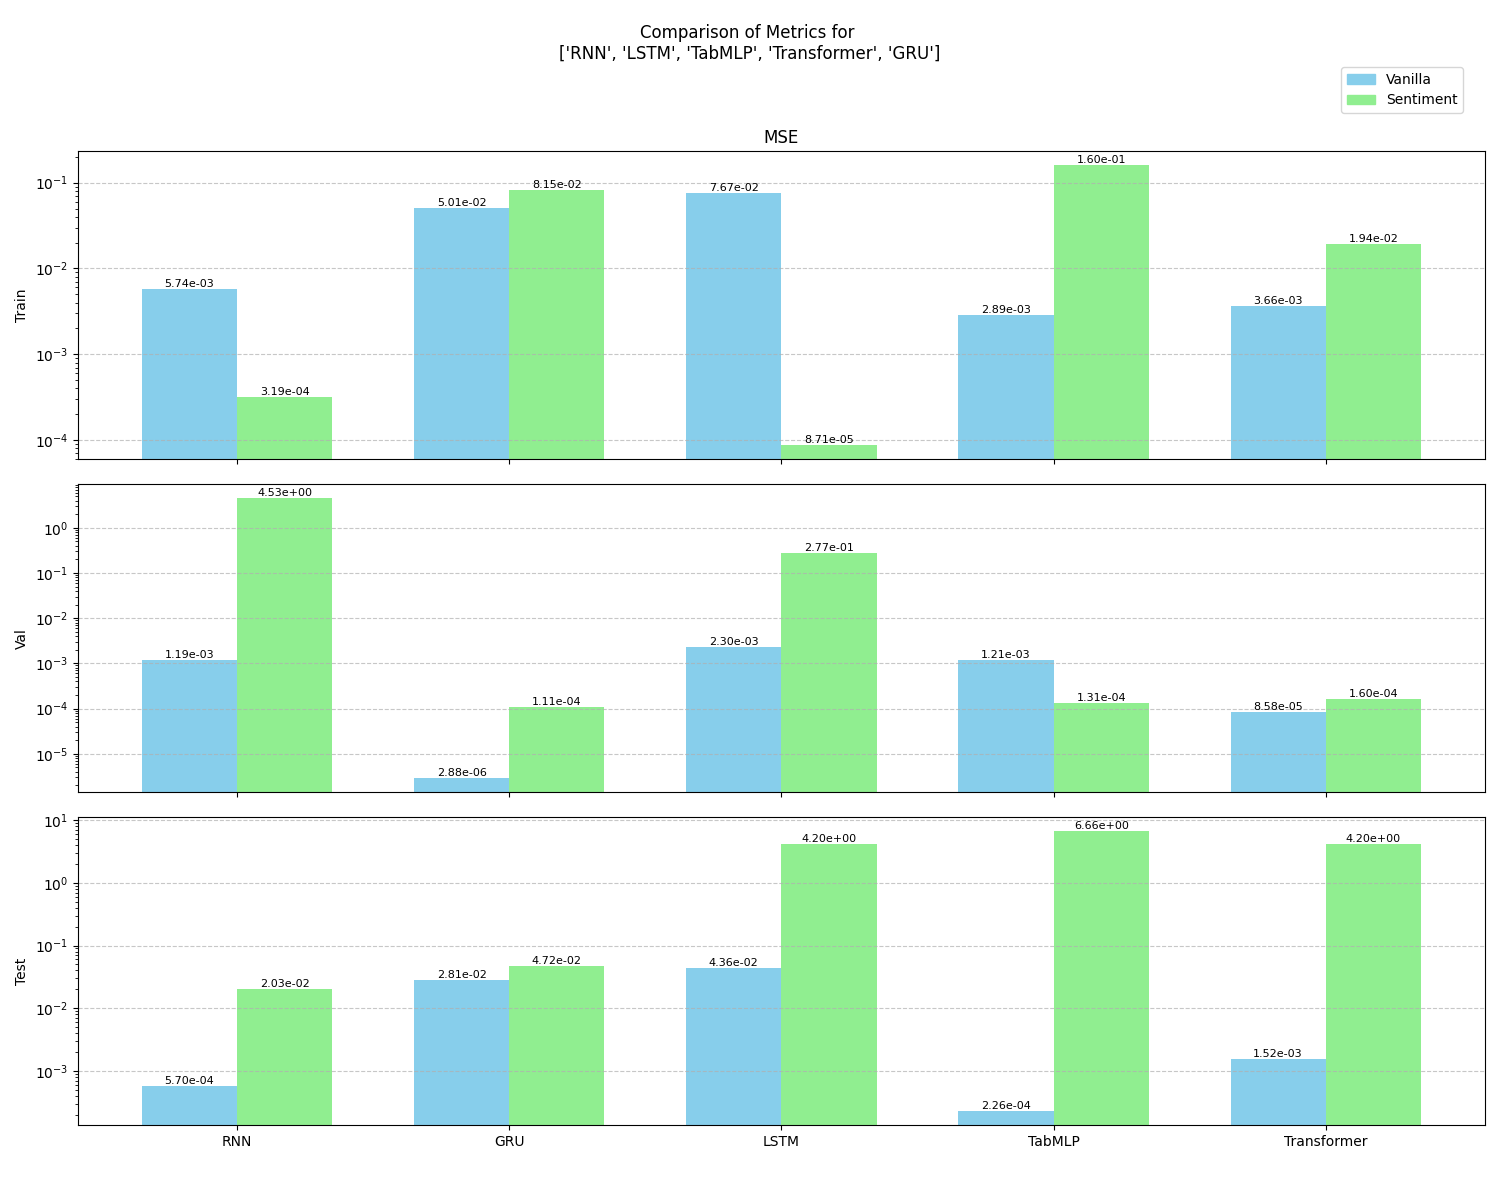 Comparison of Metrics for
['RNN', 'LSTM', 'TabMLP', 'Transformer', 'GRU']
Vanilla
Sentiment
MSE
Train
10⁻¹
10⁻²
10⁻³
10⁻⁴
5.74e-03
3.19e-04
5.01e-02
8.15e-02
7.67e-02
8.71e-05
2.89e-03
1.60e-01
3.66e-03
1.94e-02
Val
10⁰
10⁻¹
10⁻²
10⁻³
10⁻⁴
10⁻⁵
1.19e-03
4.53e+00
2.88e-06
1.11e-04
2.30e-03
2.77e-01
1.21e-03
1.31e-04
8.58e-05
1.60e-04
Test
10¹
10⁰
10⁻¹
10⁻²
10⁻³
5.70e-04
2.03e-02
2.81e-02
4.72e-02
4.36e-02
4.20e+00
2.26e-04
6.66e+00
1.52e-03
4.20e+00
RNN
GRU
LSTM
TabMLP
Transformer